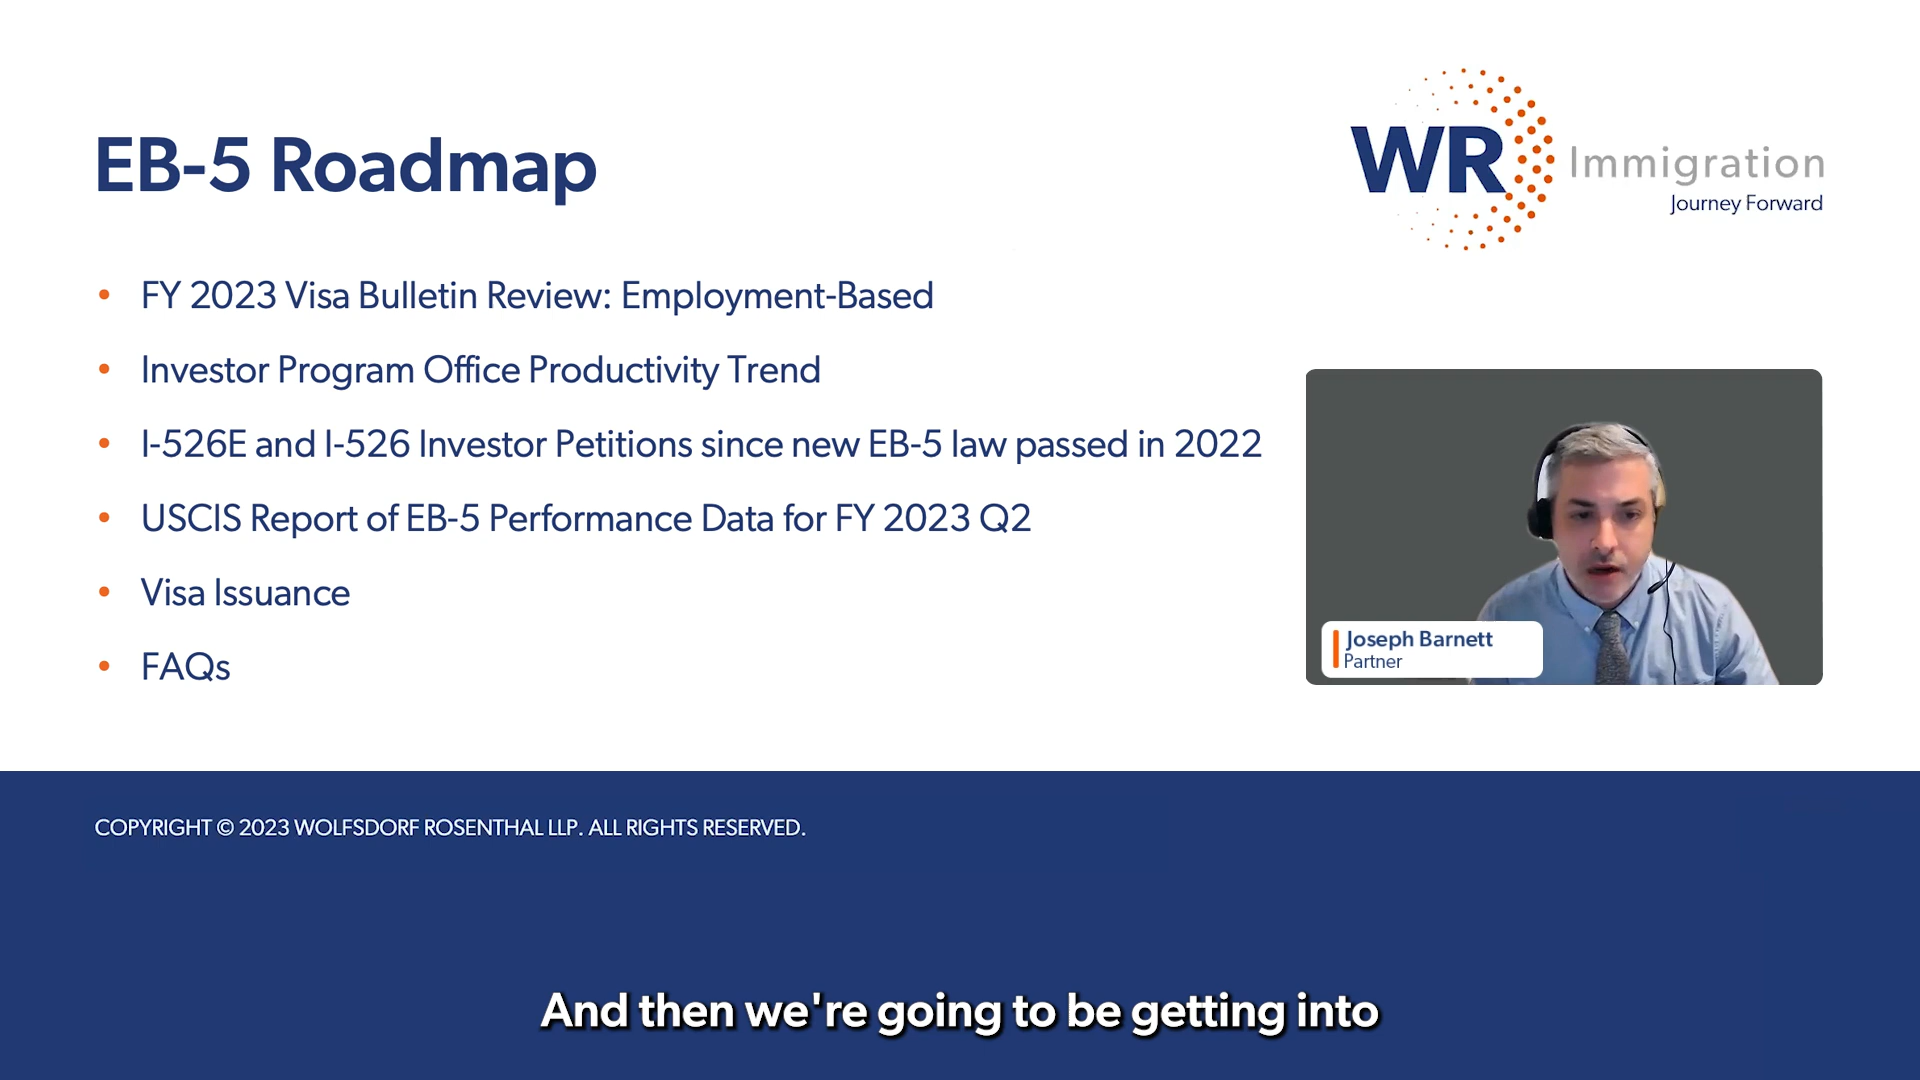 EB-5 Roadmap
WR Immigration
Journey Forward
• FY 2023 Visa Bulletin Review: Employment-Based
• Investor Program Office Productivity Trend
• I-526E and I-526 Investor Petitions since new EB-5 law passed in 2022
• USCIS Report of EB-5 Performance Data for FY 2023 Q2
• Visa Issuance
• FAQs
Joseph Barnett
Partner
COPYRIGHT © 2023 WOLFSDORF ROSENTHAL LLP. ALL RIGHTS RESERVED.
And then we're going to be getting into